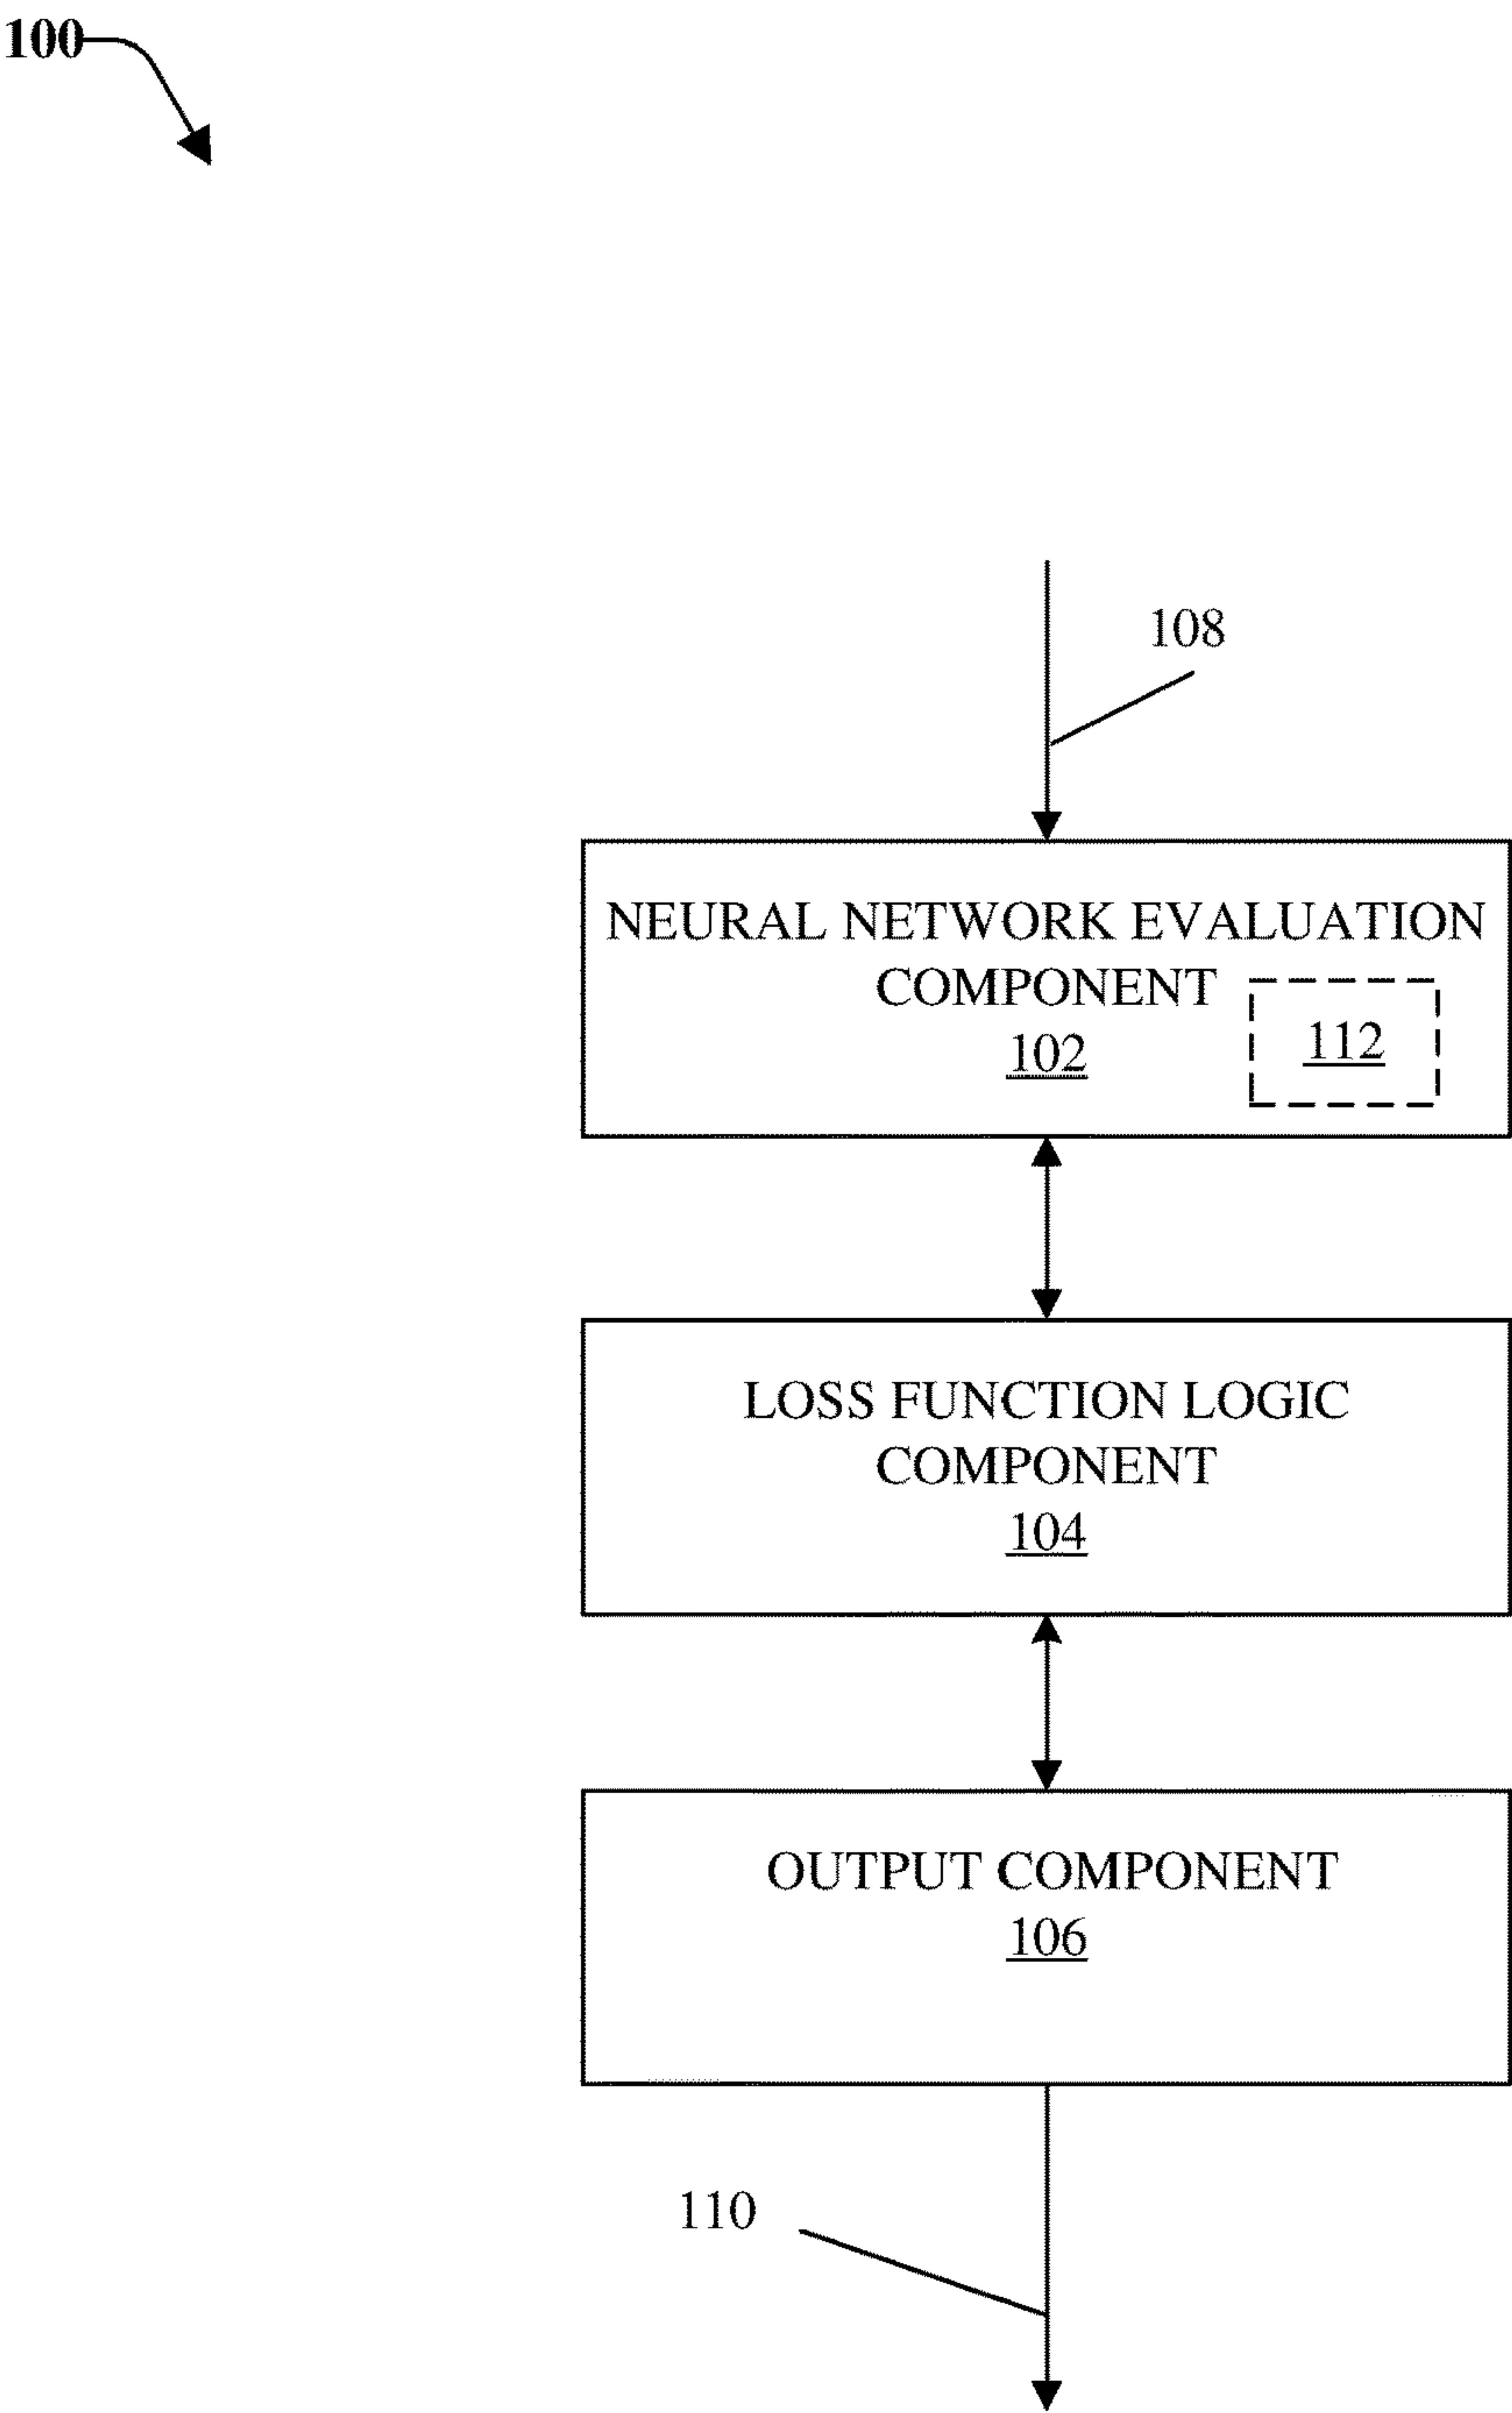 100
108
NEURAL NETWORK EVALUATION
COMPONENT
102
112
LOSS FUNCTION LOGIC
COMPONENT
104
OUTPUT COMPONENT
106
110